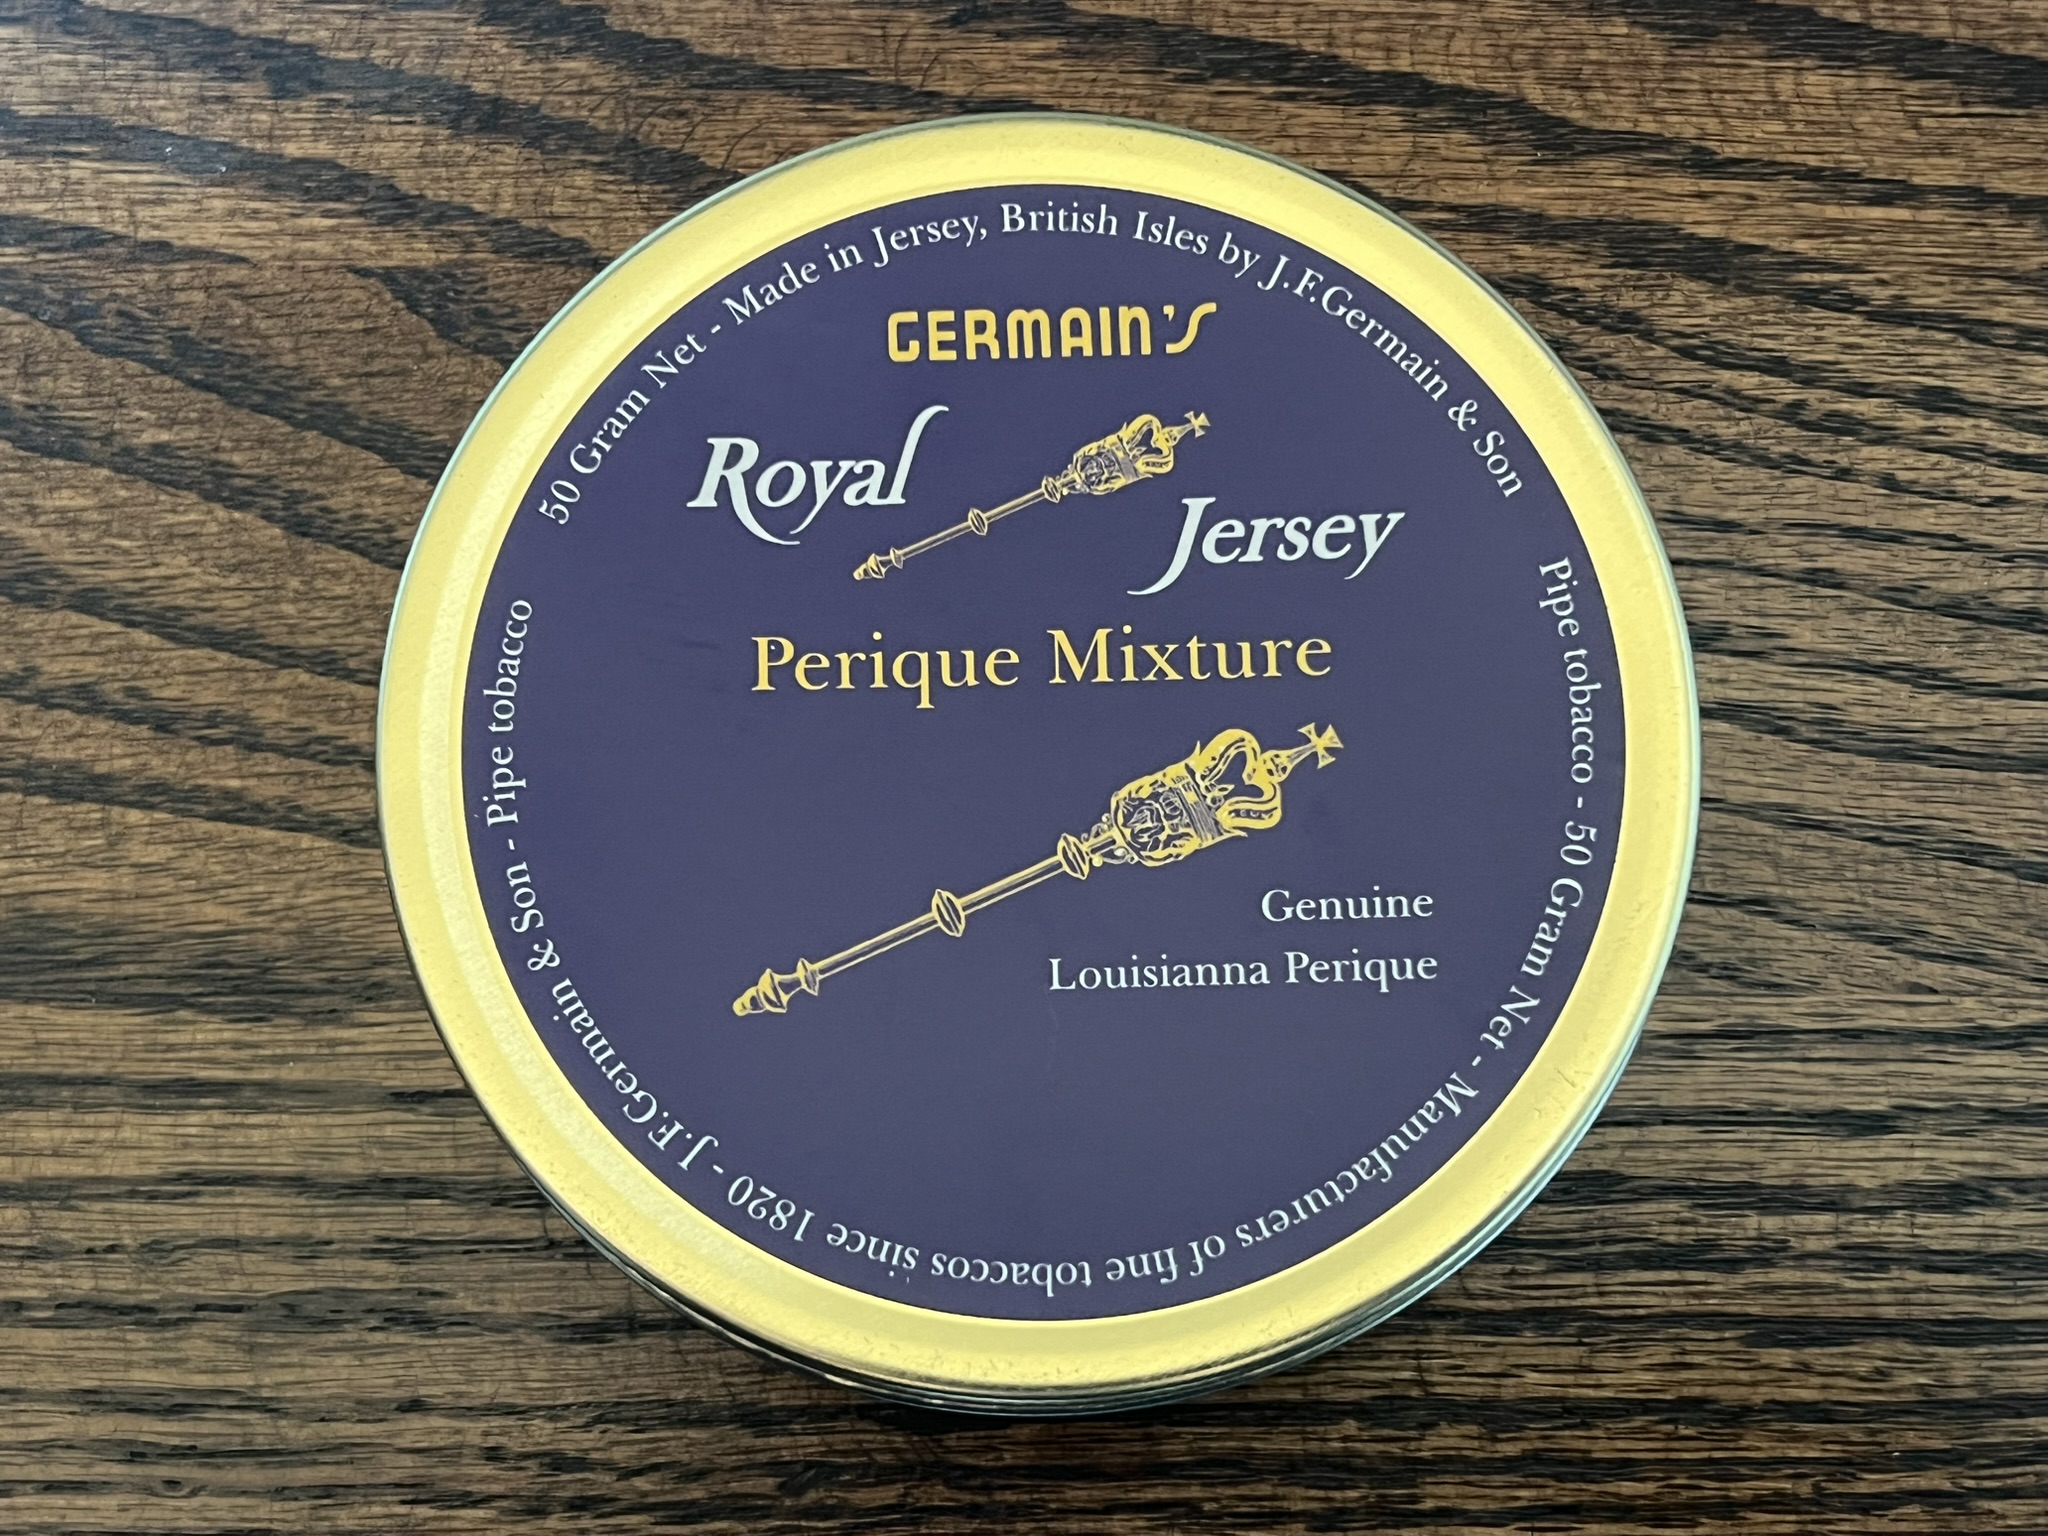 GERMAIN'S
Royal
Jersey
Perique Mixture
Genuine
Louisianna Perique
50 Gram Net - Made in Jersey, British Isles by J.F.Germain & Son
Pipe tobacco - 50 Gram Net - Manufacturers of fine tobaccos since 1820 - J.F.Germain & Son - Pipe tobacco